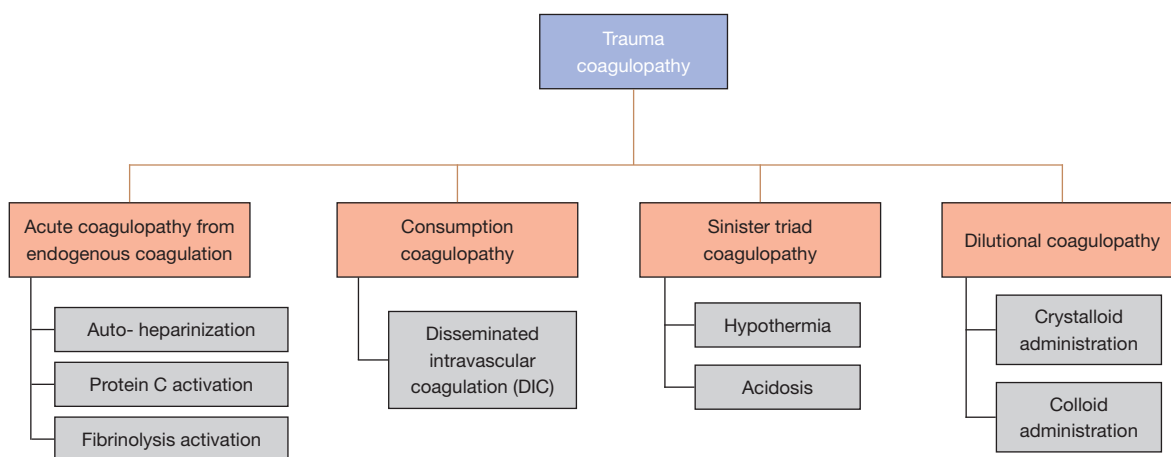 Trauma
coagulopathy
Acute coagulopathy from
endogenous coagulation
Auto- heparinization
Protein C activation
Fibrinolysis activation
Consumption
coagulopathy
Disseminated
intravascular
coagulation (DIC)
Sinister triad
coagulopathy
Hypothermia
Acidosis
Dilutional coagulopathy
Crystalloid
administration
Colloid
administration